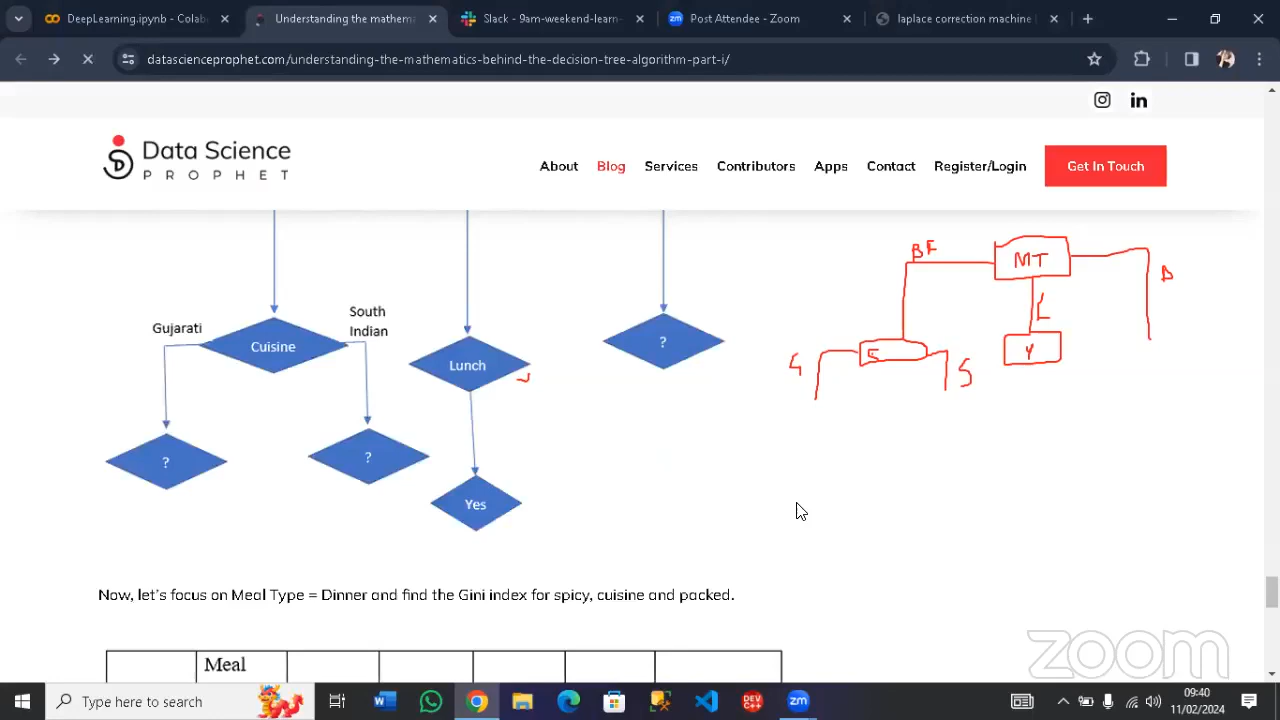 DeepLearning.ipynb - Colab
Understanding the mathema
Slack - 9am-weekend-learn-
Post Attendee - Zoom
laplace correction machine
datascienceprophet.com/understanding-the-mathematics-behind-the-decision-tree-algorithm-part-i/
Data Science
PROPHET
About
Blog
Services
Contributors
Apps
Contact
Register/Login
Get In Touch
BF
MT
D
L
Y
G
S
South
Indian
Gujarati
Cuisine
Lunch
?
?
?
Yes
Now, let's focus on Meal Type = Dinner and find the Gini index for spicy, cuisine and packed.
Meal
zoom
Type here to search
09:40
11/02/2024